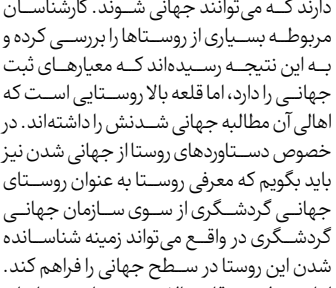 دارند که می‌توانند جهانی شوند. کارشناسان
مربوطه بسیاری از روستاها را بررسی کرده و
به این نتیجه رسیده‌اند که معیارهای ثبت
جهانی را دارد، اما قلعه بالا روستایی است که
اهالی آن مطالبه جهانی شدنش را داشته‌اند. در
خصوص دستاوردهای روستا از جهانی شدن نیز
باید بگویم که معرفی روستا به عنوان روستای
جهانی گردشگری از سوی سازمان جهانی
گردشگری در واقع می‌تواند زمینه شناسانده
شدن این روستا در سطح جهانی را فراهم کند.